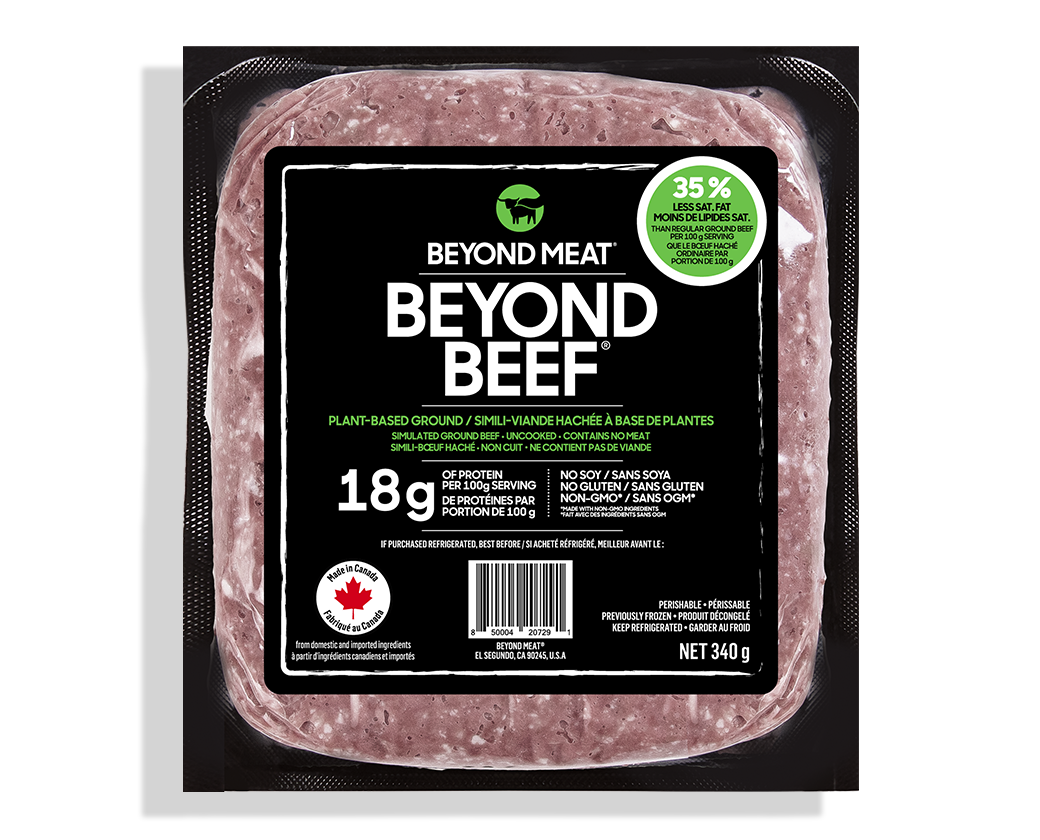 35 %
LESS SAT. FAT
MOINS DE LIPIDES SAT.
THAN REGULAR GROUND BEEF
PER 100 g SERVING
QUE LE BŒUF HACHÉ
ORDINAIRE PAR
PORTION DE 100 g
BEYOND MEAT®
BEYOND
BEEF®
PLANT-BASED GROUND / SIMILI-VIANDE HACHÉE À BASE DE PLANTES
SIMULATED GROUND BEEF • UNCOOKED • CONTAINS NO MEAT
SIMILI-BŒUF HACHÉ • NON CUIT • NE CONTIENT PAS DE VIANDE
18g
OF PROTEIN
PER 100g SERVING
DE PROTÉINES PAR
PORTION DE 100 g
NO SOY / SANS SOYA
NO GLUTEN / SANS GLUTEN
NON-GMO* / SANS OGM*
*MADE WITH NON-GMO INGREDIENTS
*FAIT AVEC DES INGRÉDIENTS SANS OGM
IF PURCHASED REFRIGERATED, BEST BEFORE / SI ACHETÉ RÉFRIGÉRÉ, MEILLEUR AVANT LE :
Made in Canada
Fabriqué au Canada
from domestic and imported ingredients
à partir d'ingrédients canadiens et importés
8 50004 20729 1
BEYOND MEAT®
EL SEGUNDO, CA 90245, U.S.A
PERISHABLE • PÉRISSABLE
PREVIOUSLY FROZEN • PRODUIT DÉCONGELÉ
KEEP REFRIGERATED • GARDER AU FROID
NET 340 g